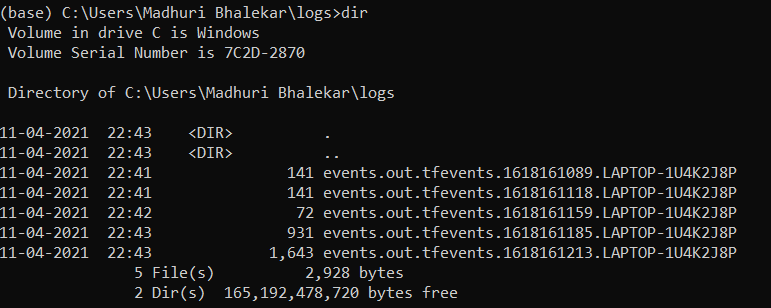 (base) C:\Users\Madhuri Bhalekar\logs>dir
 Volume in drive C is Windows
 Volume Serial Number is 7C2D-2870

 Directory of C:\Users\Madhuri Bhalekar\logs

11-04-2021  22:43    <DIR>          .
11-04-2021  22:43    <DIR>          ..
11-04-2021  22:41               141 events.out.tfevents.1618161089.LAPTOP-1U4K2J8P
11-04-2021  22:41               141 events.out.tfevents.1618161118.LAPTOP-1U4K2J8P
11-04-2021  22:42                72 events.out.tfevents.1618161159.LAPTOP-1U4K2J8P
11-04-2021  22:43               931 events.out.tfevents.1618161185.LAPTOP-1U4K2J8P
11-04-2021  22:43             1,643 events.out.tfevents.1618161213.LAPTOP-1U4K2J8P
               5 File(s)          2,928 bytes
               2 Dir(s)  165,192,478,720 bytes free